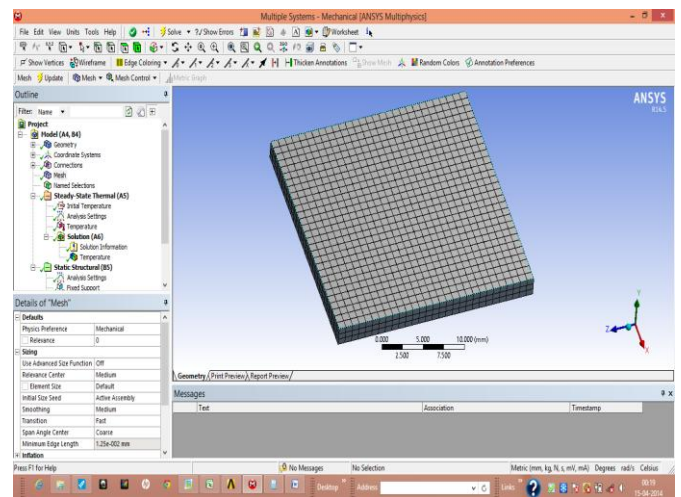 Multiple Systems - Mechanical [ANSYS Multiphysics]
File Edit View Units Tools Help Solve ?/ Show Errors Worksheet
Show Vertices Wireframe Edge Coloring Thicken Annotations Show Mesh Random Colors Annotation Preferences
Mesh Update Mesh Mesh Control Metric Graph
Outline
Filter: Name
Project
Model (A4, B4)
Geometry
Coordinate Systems
Connections
Mesh
Named Selections
Steady-State Thermal (A5)
Initial Temperature
Analysis Settings
Temperature
Solution (A6)
Solution Information
Temperature
Static Structural (B5)
Analysis Settings
Fixed Support
Details of "Mesh"
Defaults
Physics Preference Mechanical
Relevance 0
Sizing
Use Advanced Size Function Off
Relevance Center Medium
Element Size Default
Initial Size Seed Active Assembly
Smoothing Medium
Transition Fast
Span Angle Center Coarse
Minimum Edge Length 1.25e-002 mm
Inflation
ANSYS
0.000 5.000 10.000 (mm)
2.500 7.500
Y
Z
X
Geometry Print Preview Report Preview
Messages
Text Association Timestamp
Press F1 for Help No Messages No Selection Metric (mm, kg, N, s, mV, mA) Degrees rad/s Celsius
Desktop Address Links 00:19
15-04-2014